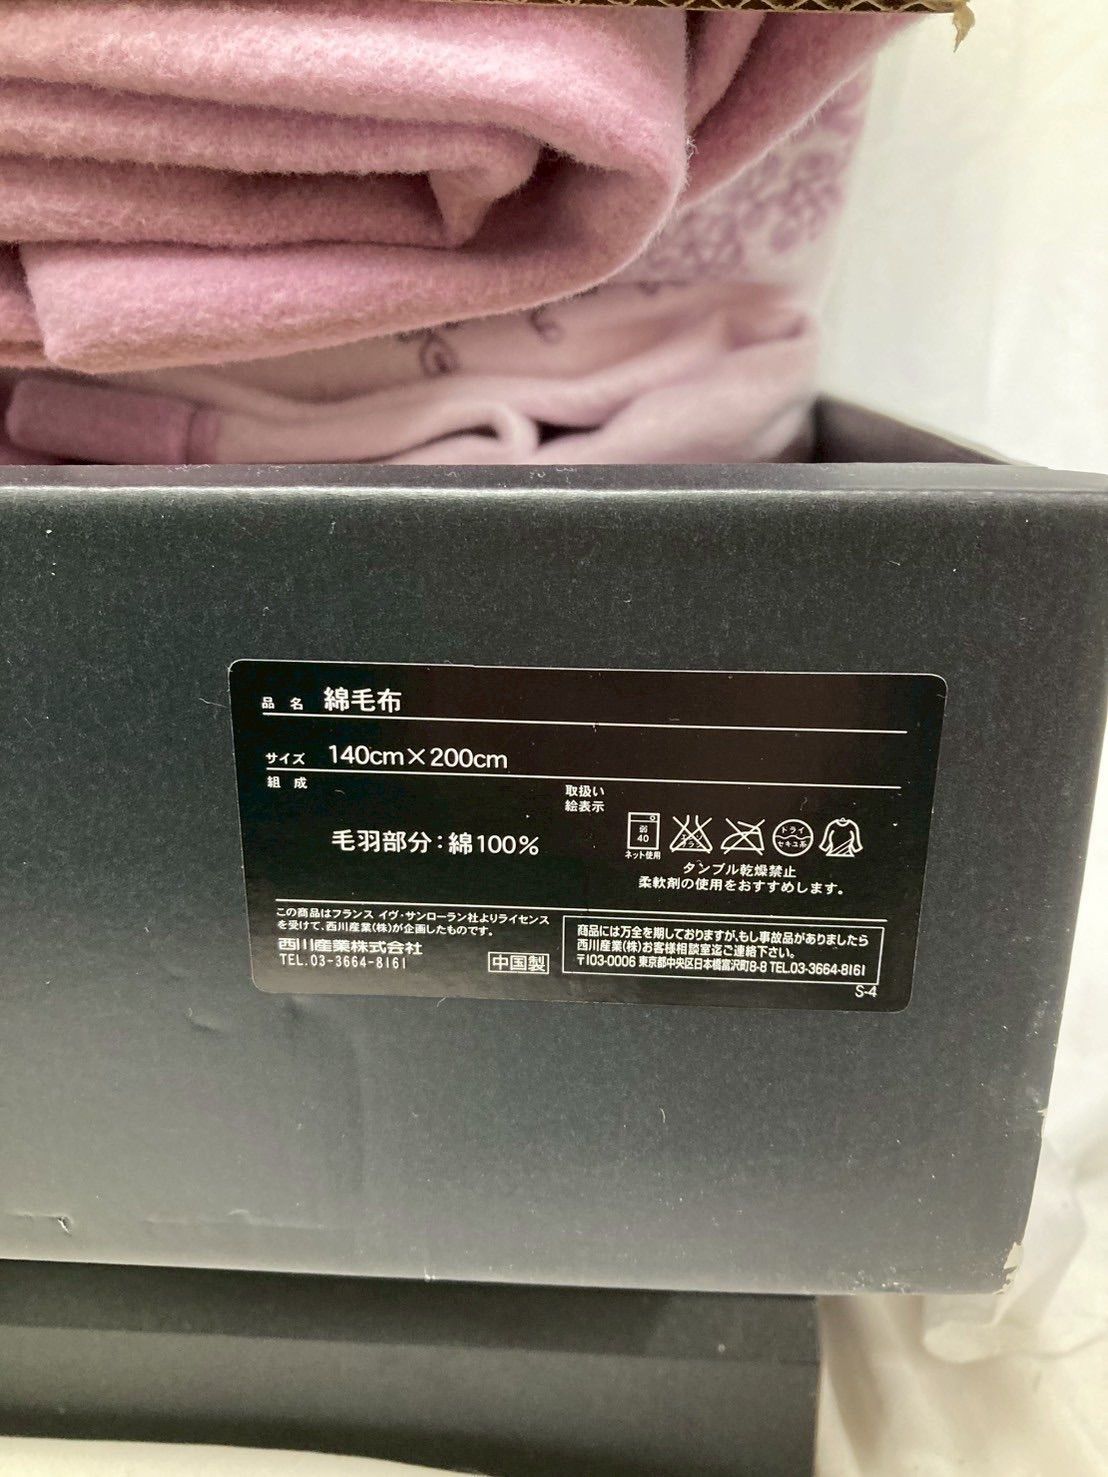 品名 綿毛布
サイズ 140cm×200cm
組成
取扱い
絵表示
毛羽部分：綿100%
弱
40
ネット使用
エンソ
サラシ
ドライ
セキユ系
タンブル乾燥禁止
柔軟剤の使用をおすすめします。
この商品はフランス イヴ・サンローラン社よりライセンス
を受けて、西川産業(株)が企画したものです。
西川産業株式会社
TEL.03-3664-8161
中国製
商品には万全を期しておりますが、もし事故品がありましたら
西川産業(株)お客様相談室迄ご連絡下さい。
〒103-0006 東京都中央区日本橋富沢町8-8 TEL.03-3664-8161
S-4